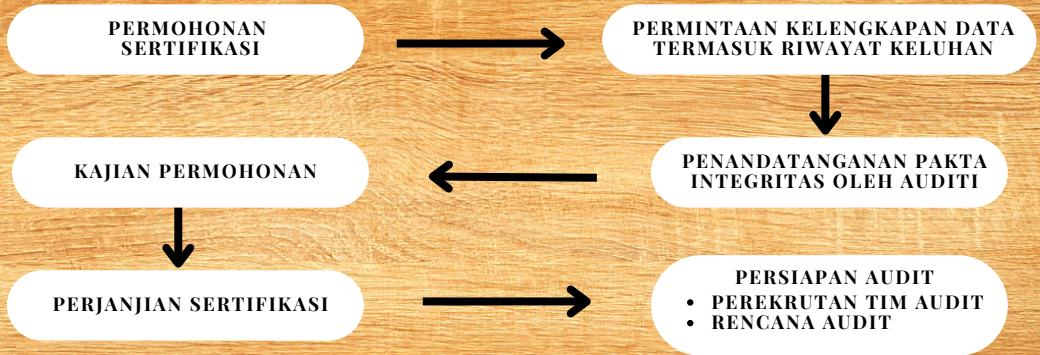 PERMOHONAN
SERTIFIKASI
PERMINTAAN KELENGKAPAN DATA
TERMASUK RIWAYAT KELUHAN
PENANDATANGANAN PAKTA
INTEGRITAS OLEH AUDITI
KAJIAN PERMOHONAN
PERJANJIAN SERTIFIKASI
PERSIAPAN AUDIT
• PEREKRUTAN TIM AUDIT
• RENCANA AUDIT